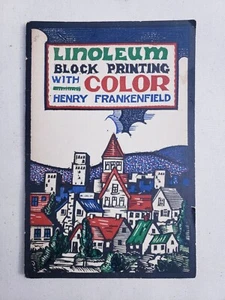 LINOLEUM
BLOCK PRINTING
WITH COLOR
HENRY FRANKENFIELD